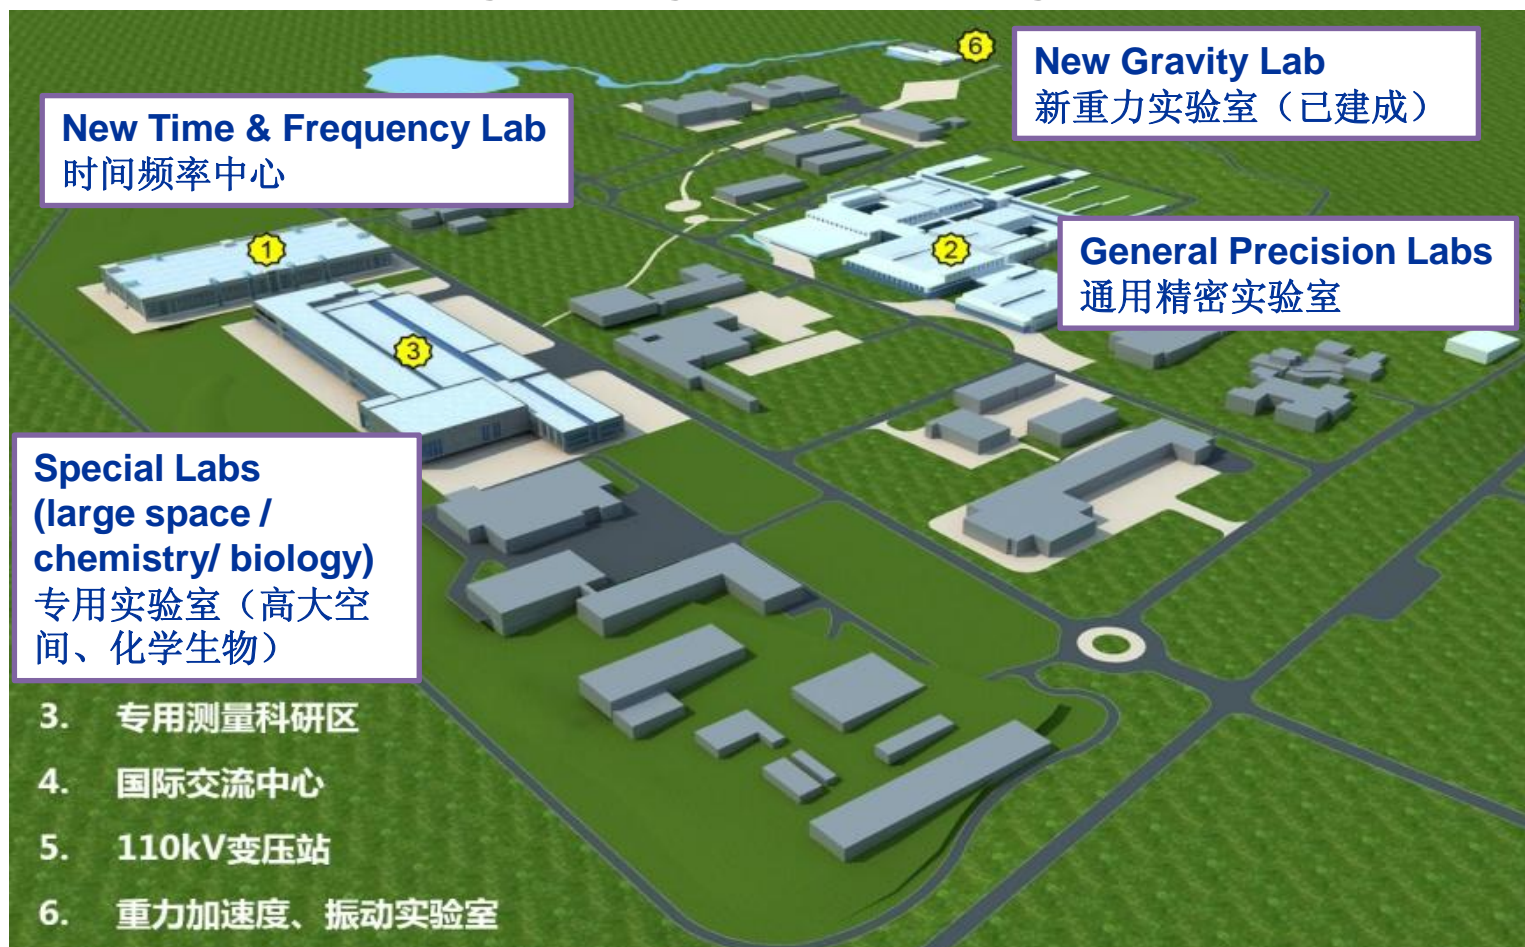 6
New Gravity Lab
新重力实验室（已建成）
New Time & Frequency Lab
时间频率中心
1
2
General Precision Labs
通用精密实验室
3
Special Labs
(large space /
chemistry/ biology)
专用实验室（高大空
间、化学生物）
3. 专用测量科研区
4. 国际交流中心
5. 110kV变压站
6. 重力加速度、振动实验室